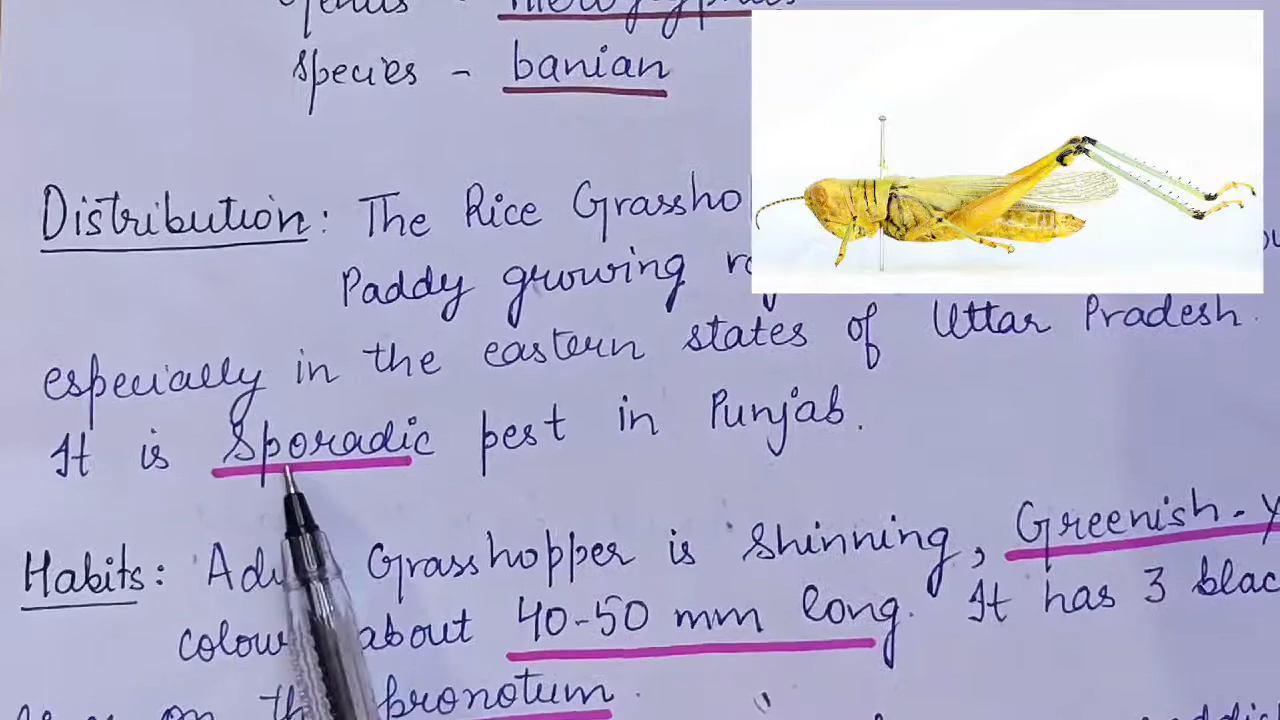 Species - banian
Distribution: The Rice Grassho
Paddy growing
especially in the eastern states of Uttar Pradesh.
It is Sporadic pest in Punjab.
Habits: Grasshopper is shinning, Greenish-y
colou about 40-50 mm long. It has 3 blac
on the pronotum.